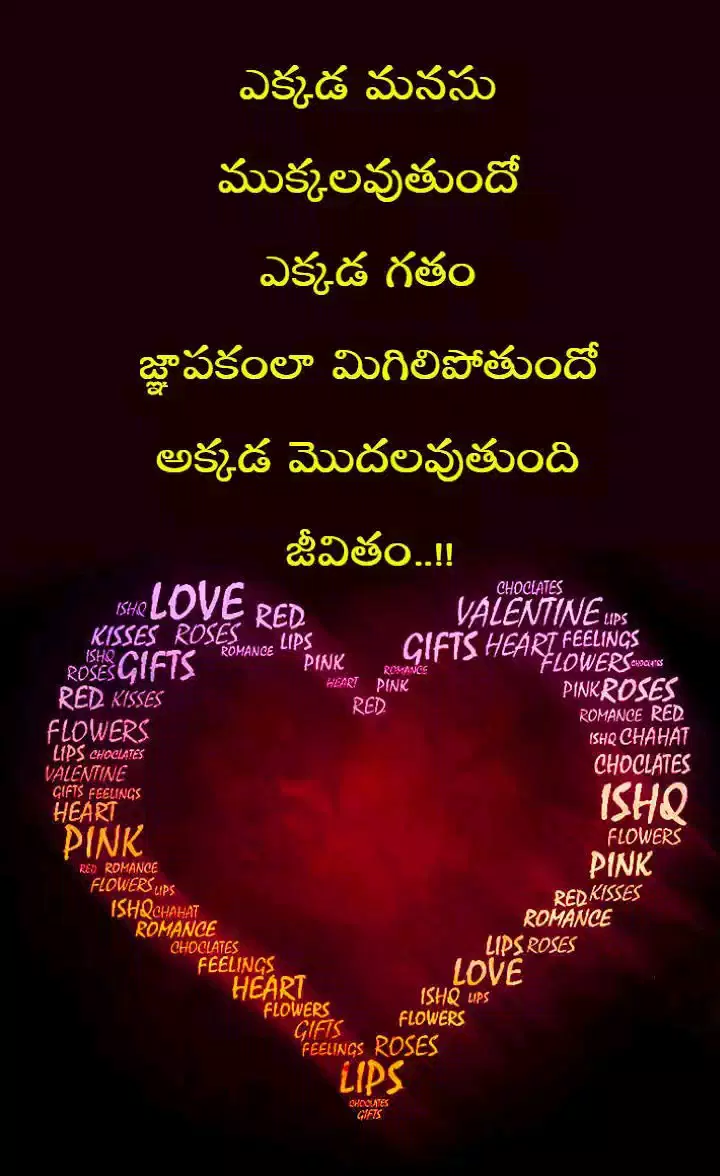 ఎక్కడ మనసు
ముక్కలవుతుందో
ఎక్కడ గతం
జ్ఞాపకంలా మిగిలిపోతుందో
అక్కడ మొదలవుతుంది
జీవితం..!!
ISHQ LOVE RED
KISSES ROSES ROMANCE LIPS
ISHQ
ROSES GIFTS PINK
HEART
RED KISSES
RED
FLOWERS
LIPS CHOCLATES
VALENTINE
GIFTS FEELINGS
HEART
PINK
RED ROMANCE
FLOWERS LIPS
ISHQ CHAHAT
ROMANCE
CHOCLATES
FEELINGS
HEART
FLOWERS
GIFTS
FEELINGS ROSES
LIPS
CHOCLATES
GIFTS
CHOCLATES
VALENTINE LIPS
GIFTS HEART FEELINGS
ROMANCE FLOWERS CHOCLATES
PINK
PINK ROSES
ROMANCE RED
ISHQ CHAHAT
CHOCLATES
ISHQ
FLOWERS
PINK
RED KISSES
ROMANCE
LIPS ROSES
LOVE
ISHQ LIPS
FLOWERS